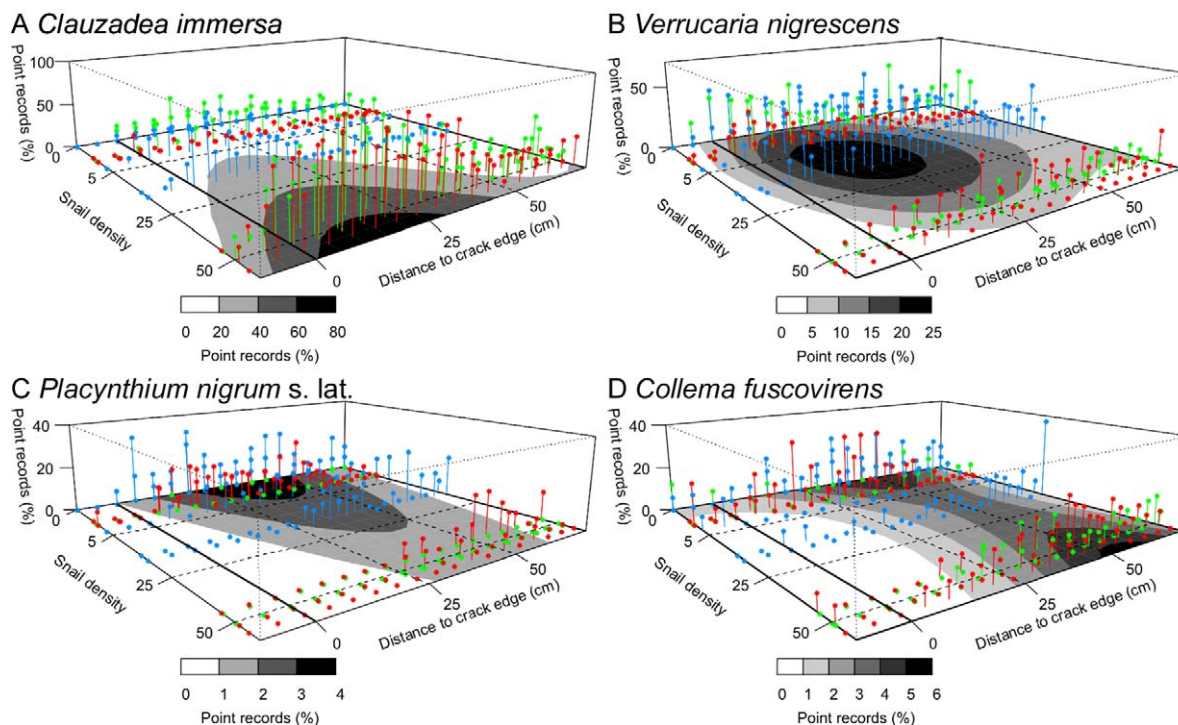 A Clauzadea immersa
Point records (%)
100
50
0
5
25
50
Snail density
0
25
50
Distance to crack edge (cm)
0 20 40 60 80
Point records (%)
B Verrucaria nigrescens
Point records (%)
50
0
5
25
50
Snail density
0
25
50
Distance to crack edge (cm)
0 5 10 15 20 25
Point records (%)
C Placynthium nigrum s. lat.
Point records (%)
40
20
0
5
25
50
Snail density
0
25
50
Distance to crack edge (cm)
0 1 2 3 4
Point records (%)
D Collema fuscovirens
Point records (%)
40
20
0
5
25
50
Snail density
0
25
50
Distance to crack edge (cm)
0 1 2 3 4 5 6
Point records (%)